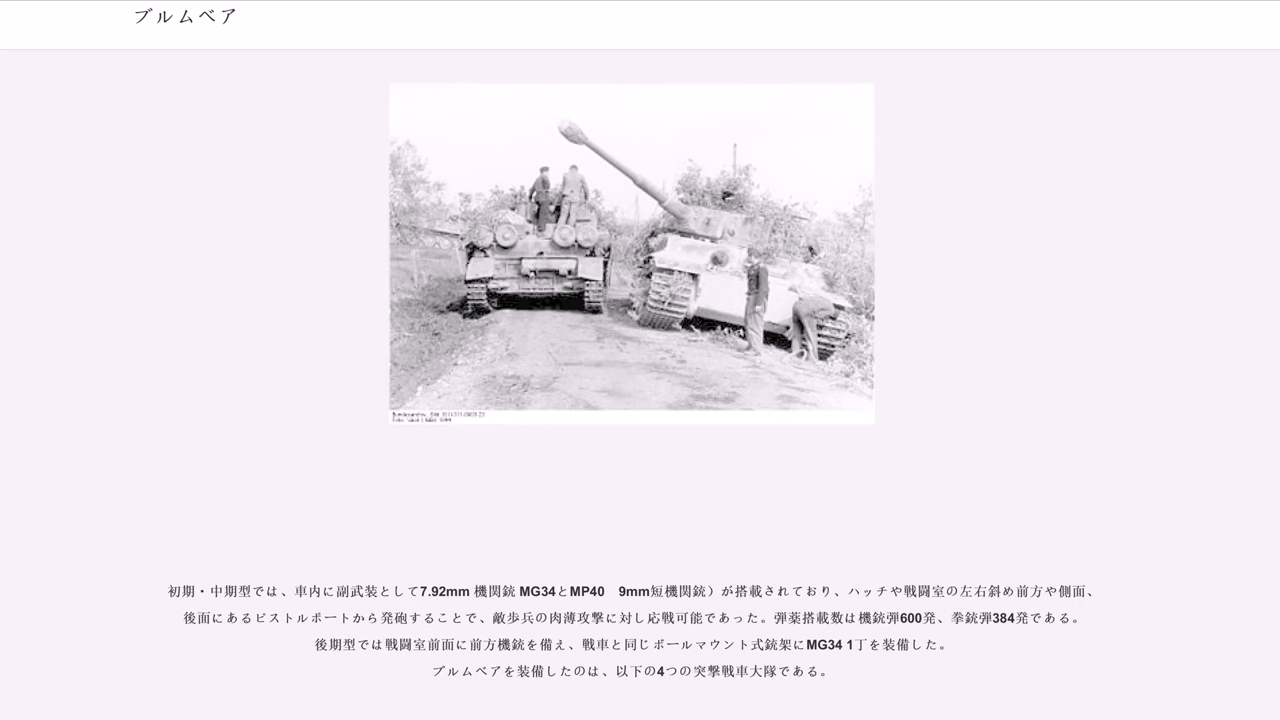 ブルムベア
初期・中期型では、車内に副武装として7.92mm 機関銃 MG34とMP40　9mm短機関銃）が搭載されており、ハッチや戦闘室の左右斜め前方や側面、
後面にあるピストルポートから発砲することで、敵歩兵の肉薄攻撃に対し応戦可能であった。弾薬搭載数は機銃弾600発、拳銃弾384発である。
後期型では戦闘室前面に前方機銃を備え、戦車と同じボールマウント式銃架にMG34 1丁を装備した。
ブルムベアを装備したのは、以下の4つの突撃戦車大隊である。